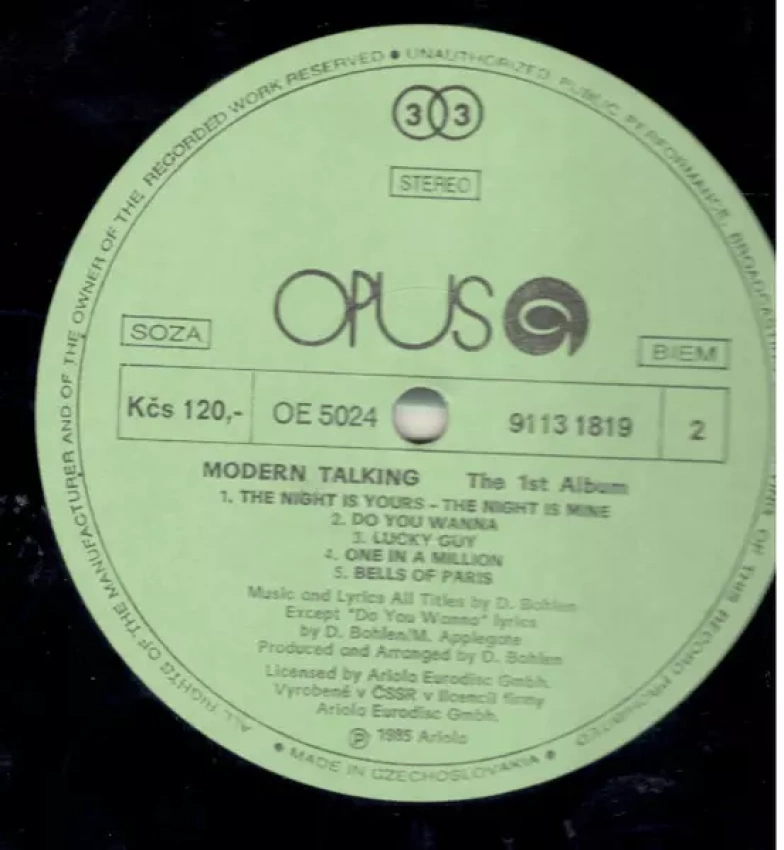 ALL RIGHTS OF THE MANUFACTURER AND OF THE OWNER OF THE RECORDED WORK RESERVED ● UNAUTHORIZED PUBLIC PERFORMANCE, BROADCASTING OF THIS RECORD PROHIBITED
33
STEREO
OPUS
SOZA
BIEM
Kčs 120,- OE 5024 9113 1819 2
MODERN TALKING The 1st Album
1. THE NIGHT IS YOURS – THE NIGHT IS MINE
2. DO YOU WANNA
3. LUCKY GUY
4. ONE IN A MILLION
5. BELLS OF PARIS
Music and Lyrics All Titles by D. Bohlen
Except "Do You Wanna" lyrics
by D. Bohlen/M. Applegate
Produced and Arranged by D. Bohlen
Licensed by Ariola Eurodisc Gmbh.
Vyrobené v ČSSR v licencii firmy
Ariola Eurodisc Gmbh.
Ⓟ 1985 Ariola
● MADE IN CZECHOSLOVAKIA ●